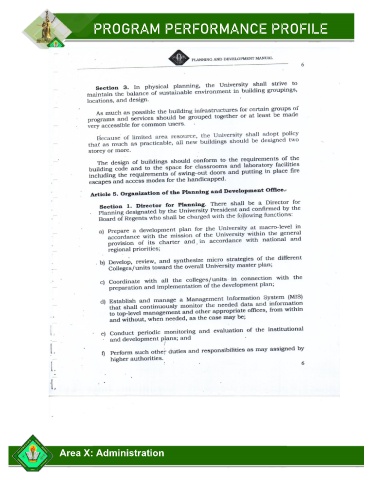 PROGRAM PERFORMANCE PROFILE
PLANNING AND DEVELOPMENT MANUAL
6
Section 3. In physical planning, the University shall strive to
maintain the balance of sustainable environment in building groupings,
locations, and design.
As much as possible the building infrastructures for certain groups of
programs and services should be grouped together or at least be made
very accessible for common users.
Because of limited area resource, the University shall adopt policy
that as much as practicable, all new buildings should be designed two
storey or more.
The design of buildings should conform to the requirements of the
building code and to the space for classrooms and laboratory facilities
including the requirements of swing-out doors and putting in place fire
escapes and access modes for the handicapped.
Article 5. Organization of the Planning and Development Office.
Section 1. Director for Planning. There shall be a Director for
Planning designated by the University President and confirmed by the
Board of Regents who shall be charged with the following functions:
a) Prepare a development plan for the University at macro-level in
accordance with the mission of the University within the general
provision of its charter and in accordance with national and
regional priorities;
b) Develop, review, and synthesize micro strategies of the different
Colleges/units toward the overall University master plan;
c) Coordinate with all the colleges/units in connection with the
preparation and implementation of the development plan;
d) Establish and manage a Management Information System (MIS)
that shall continuously monitor the needed data and information
to top-level management and other appropriate offices, from within
and without, when needed, as the case may be;
e) Conduct periodic monitoring and evaluation of the institutional
and development plans; and
f) Perform such other duties and responsibilities as may assigned by
higher authorities.
6
Area X: Administration